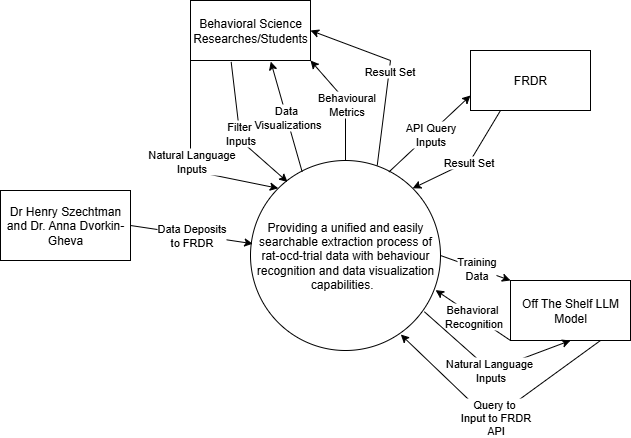 Behavioral Science
Researches/Students
FRDR
Result Set
Behavioural
Metrics
Data
Visualizations
Filter
Inputs
API Query
Inputs
Natural Language
Inputs
Result Set
Dr Henry Szechtman
and Dr. Anna Dvorkin-
Gheva
Data Deposits
to FRDR
Providing a unified and easily
searchable extraction process of
rat-ocd-trial data with behaviour
recognition and data visualization
capabilities.
Training
Data
Off The Shelf LLM
Model
Behavioral
Recognition
Natural Language
Inputs
Query to
Input to FRDR
API